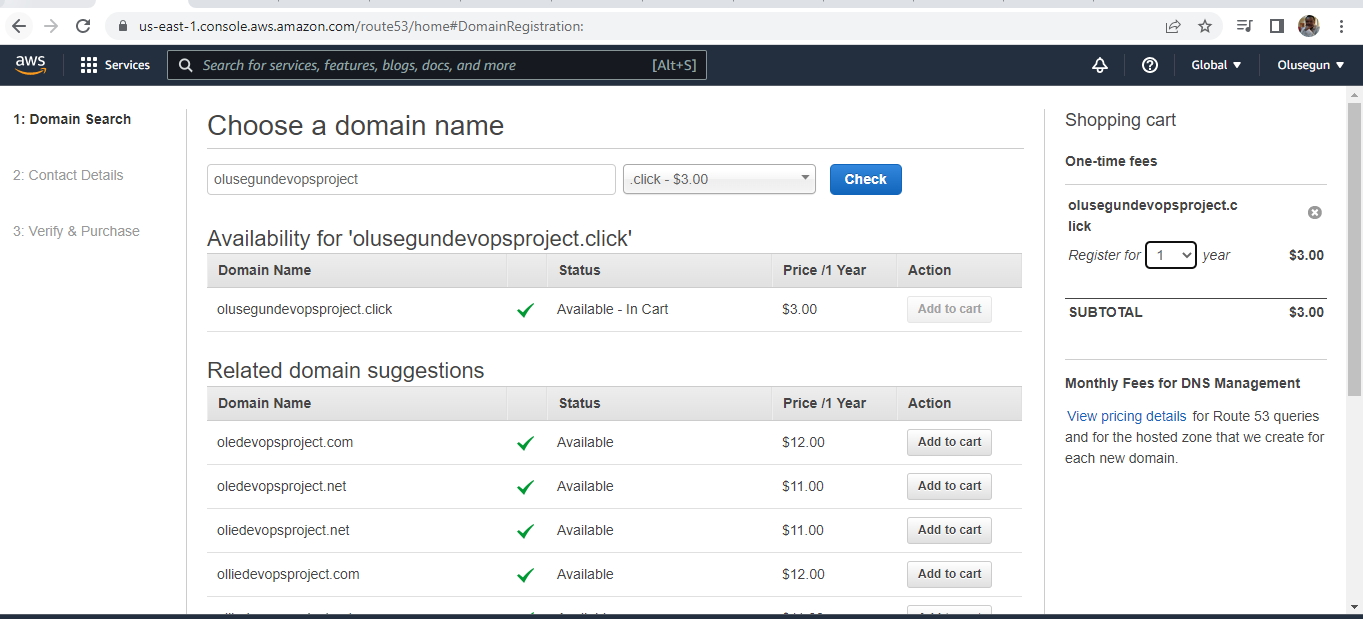 us-east-1.console.aws.amazon.com/route53/home#DomainRegistration:
aws
Services
Search for services, features, blogs, docs, and more
[Alt+S]
Global
Olusegun
1: Domain Search
2: Contact Details
3: Verify & Purchase
Choose a domain name
olusegundevopsproject
.click - $3.00
Check
Availability for 'olusegundevopsproject.click'
Domain Name Status Price /1 Year Action
olusegundevopsproject.click Available - In Cart $3.00 Add to cart
Related domain suggestions
Domain Name Status Price /1 Year Action
oledevopsproject.com Available $12.00 Add to cart
oledevopsproject.net Available $11.00 Add to cart
oliedevopsproject.net Available $11.00 Add to cart
olliedevopsproject.com Available $12.00 Add to cart
Shopping cart
One-time fees
olusegundevopsproject.c
lick
Register for 1 year $3.00
SUBTOTAL $3.00
Monthly Fees for DNS Management
View pricing details for Route 53 queries
and for the hosted zone that we create for
each new domain.